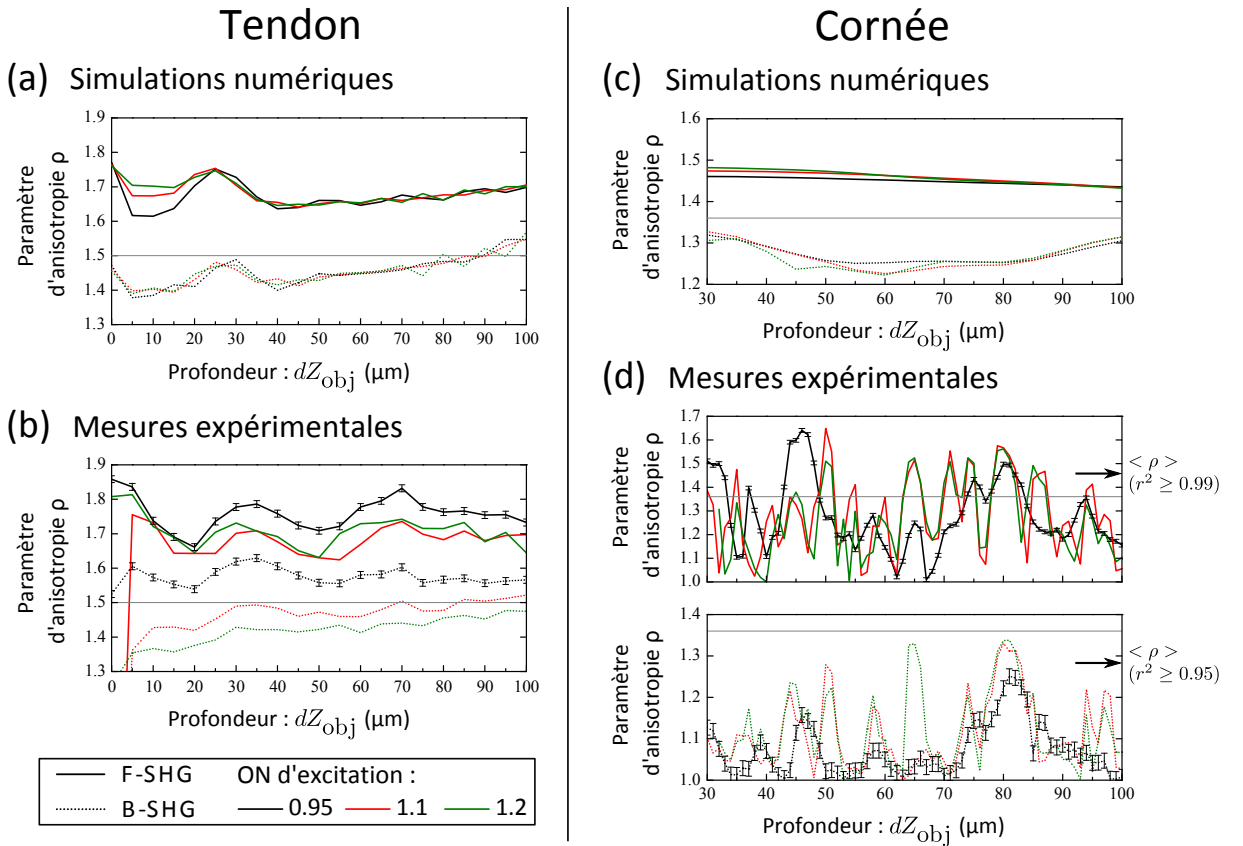 Tendon
(a) Simulations numériques
Paramètre
d'anisotropie ρ
1.9
1.8
1.7
1.6
1.5
1.4
1.3
0 10 20 30 40 50 60 70 80 90 100
Profondeur : dZobj (µm)
(b) Mesures expérimentales
Paramètre
d'anisotropie ρ
1.9
1.8
1.7
1.6
1.5
1.4
1.3
0 10 20 30 40 50 60 70 80 90 100
Profondeur : dZobj (µm)
F-SHG ON d'excitation :
B-SHG 0.95 1.1 1.2
Cornée
(c) Simulations numériques
Paramètre
d'anisotropie ρ
1.6
1.5
1.4
1.3
1.2
30 40 50 60 70 80 90 100
Profondeur : dZobj (µm)
(d) Mesures expérimentales
Paramètre
d'anisotropie ρ
1.7
1.6
1.5
1.4
1.3
1.2
1.1
1.0
< ρ >
(r² ≥ 0.99)
Paramètre
d'anisotropie ρ
1.4
1.3
1.2
1.1
1.0
< ρ >
(r² ≥ 0.95)
30 40 50 60 70 80 90 100
Profondeur : dZobj (µm)